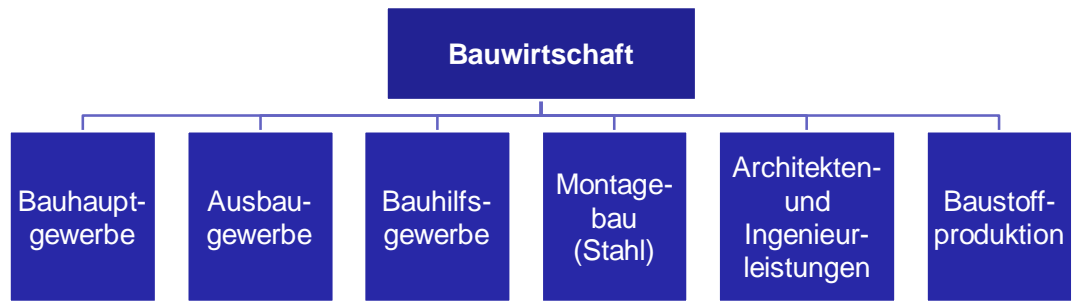 Bauwirtschaft
Bauhaupt-
gewerbe
Ausbau-
gewerbe
Bauhilfs-
gewerbe
Montage-
bau
(Stahl)
Architekten-
und
Ingenieur-
leistungen
Baustoff-
produktion